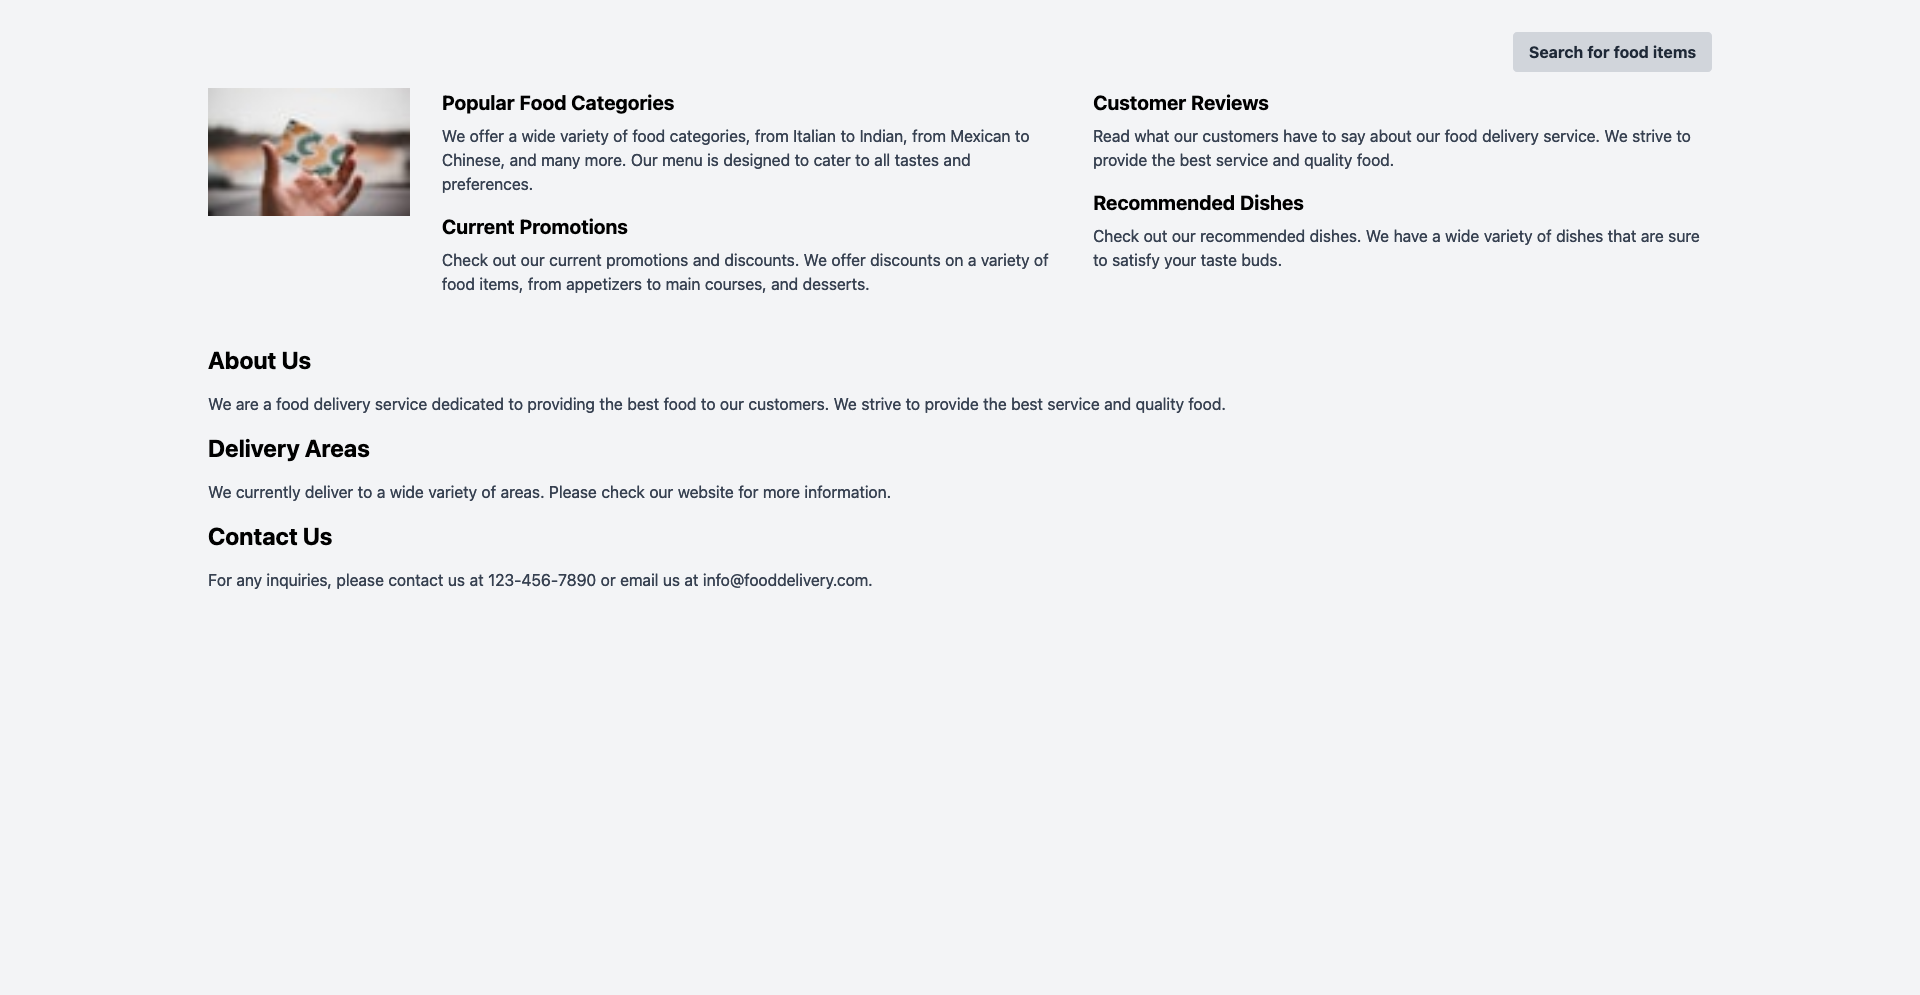 Search for food items
Popular Food Categories
We offer a wide variety of food categories, from Italian to Indian, from Mexican to
Chinese, and many more. Our menu is designed to cater to all tastes and
preferences.
Current Promotions
Check out our current promotions and discounts. We offer discounts on a variety of
food items, from appetizers to main courses, and desserts.
Customer Reviews
Read what our customers have to say about our food delivery service. We strive to
provide the best service and quality food.
Recommended Dishes
Check out our recommended dishes. We have a wide variety of dishes that are sure
to satisfy your taste buds.
About Us
We are a food delivery service dedicated to providing the best food to our customers. We strive to provide the best service and quality food.
Delivery Areas
We currently deliver to a wide variety of areas. Please check our website for more information.
Contact Us
For any inquiries, please contact us at 123-456-7890 or email us at info@fooddelivery.com.